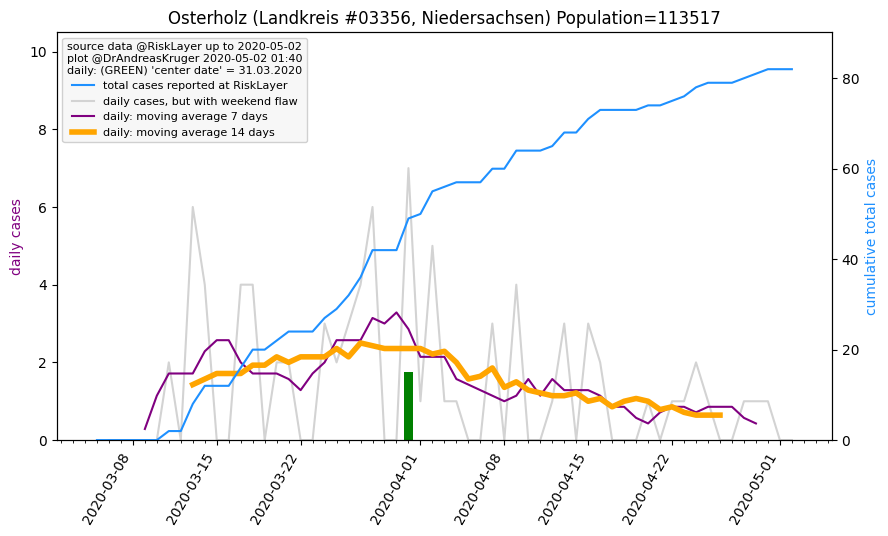 Osterholz (Landkreis #03356, Niedersachsen) Population=113517
source data @RiskLayer up to 2020-05-02
plot @DrAndreasKruger 2020-05-02 01:40
daily: (GREEN) 'center date' = 31.03.2020
total cases reported at RiskLayer
daily cases, but with weekend flaw
daily: moving average 7 days
daily: moving average 14 days
daily cases
10
8
6
4
2
0
cumulative total cases
80
60
40
20
0
2020-03-08
2020-03-15
2020-03-22
2020-04-01
2020-04-08
2020-04-15
2020-04-22
2020-05-01